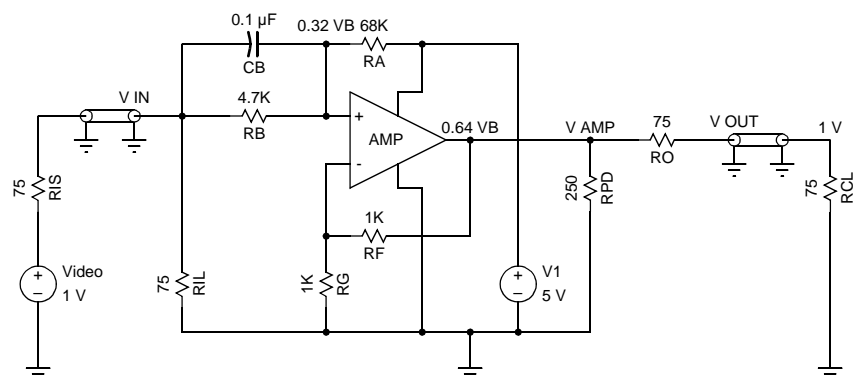 0.1 µF
CB
0.32 VB
68K
RA
V IN
4.7K
RB
+
-
AMP
0.64 VB
V AMP
75
RO
V OUT
1 V
75
RIS
250
RPD
75
RCL
1K
RF
Video
1 V
+
–
75
RIL
1K
RG
V1
5 V
+
–